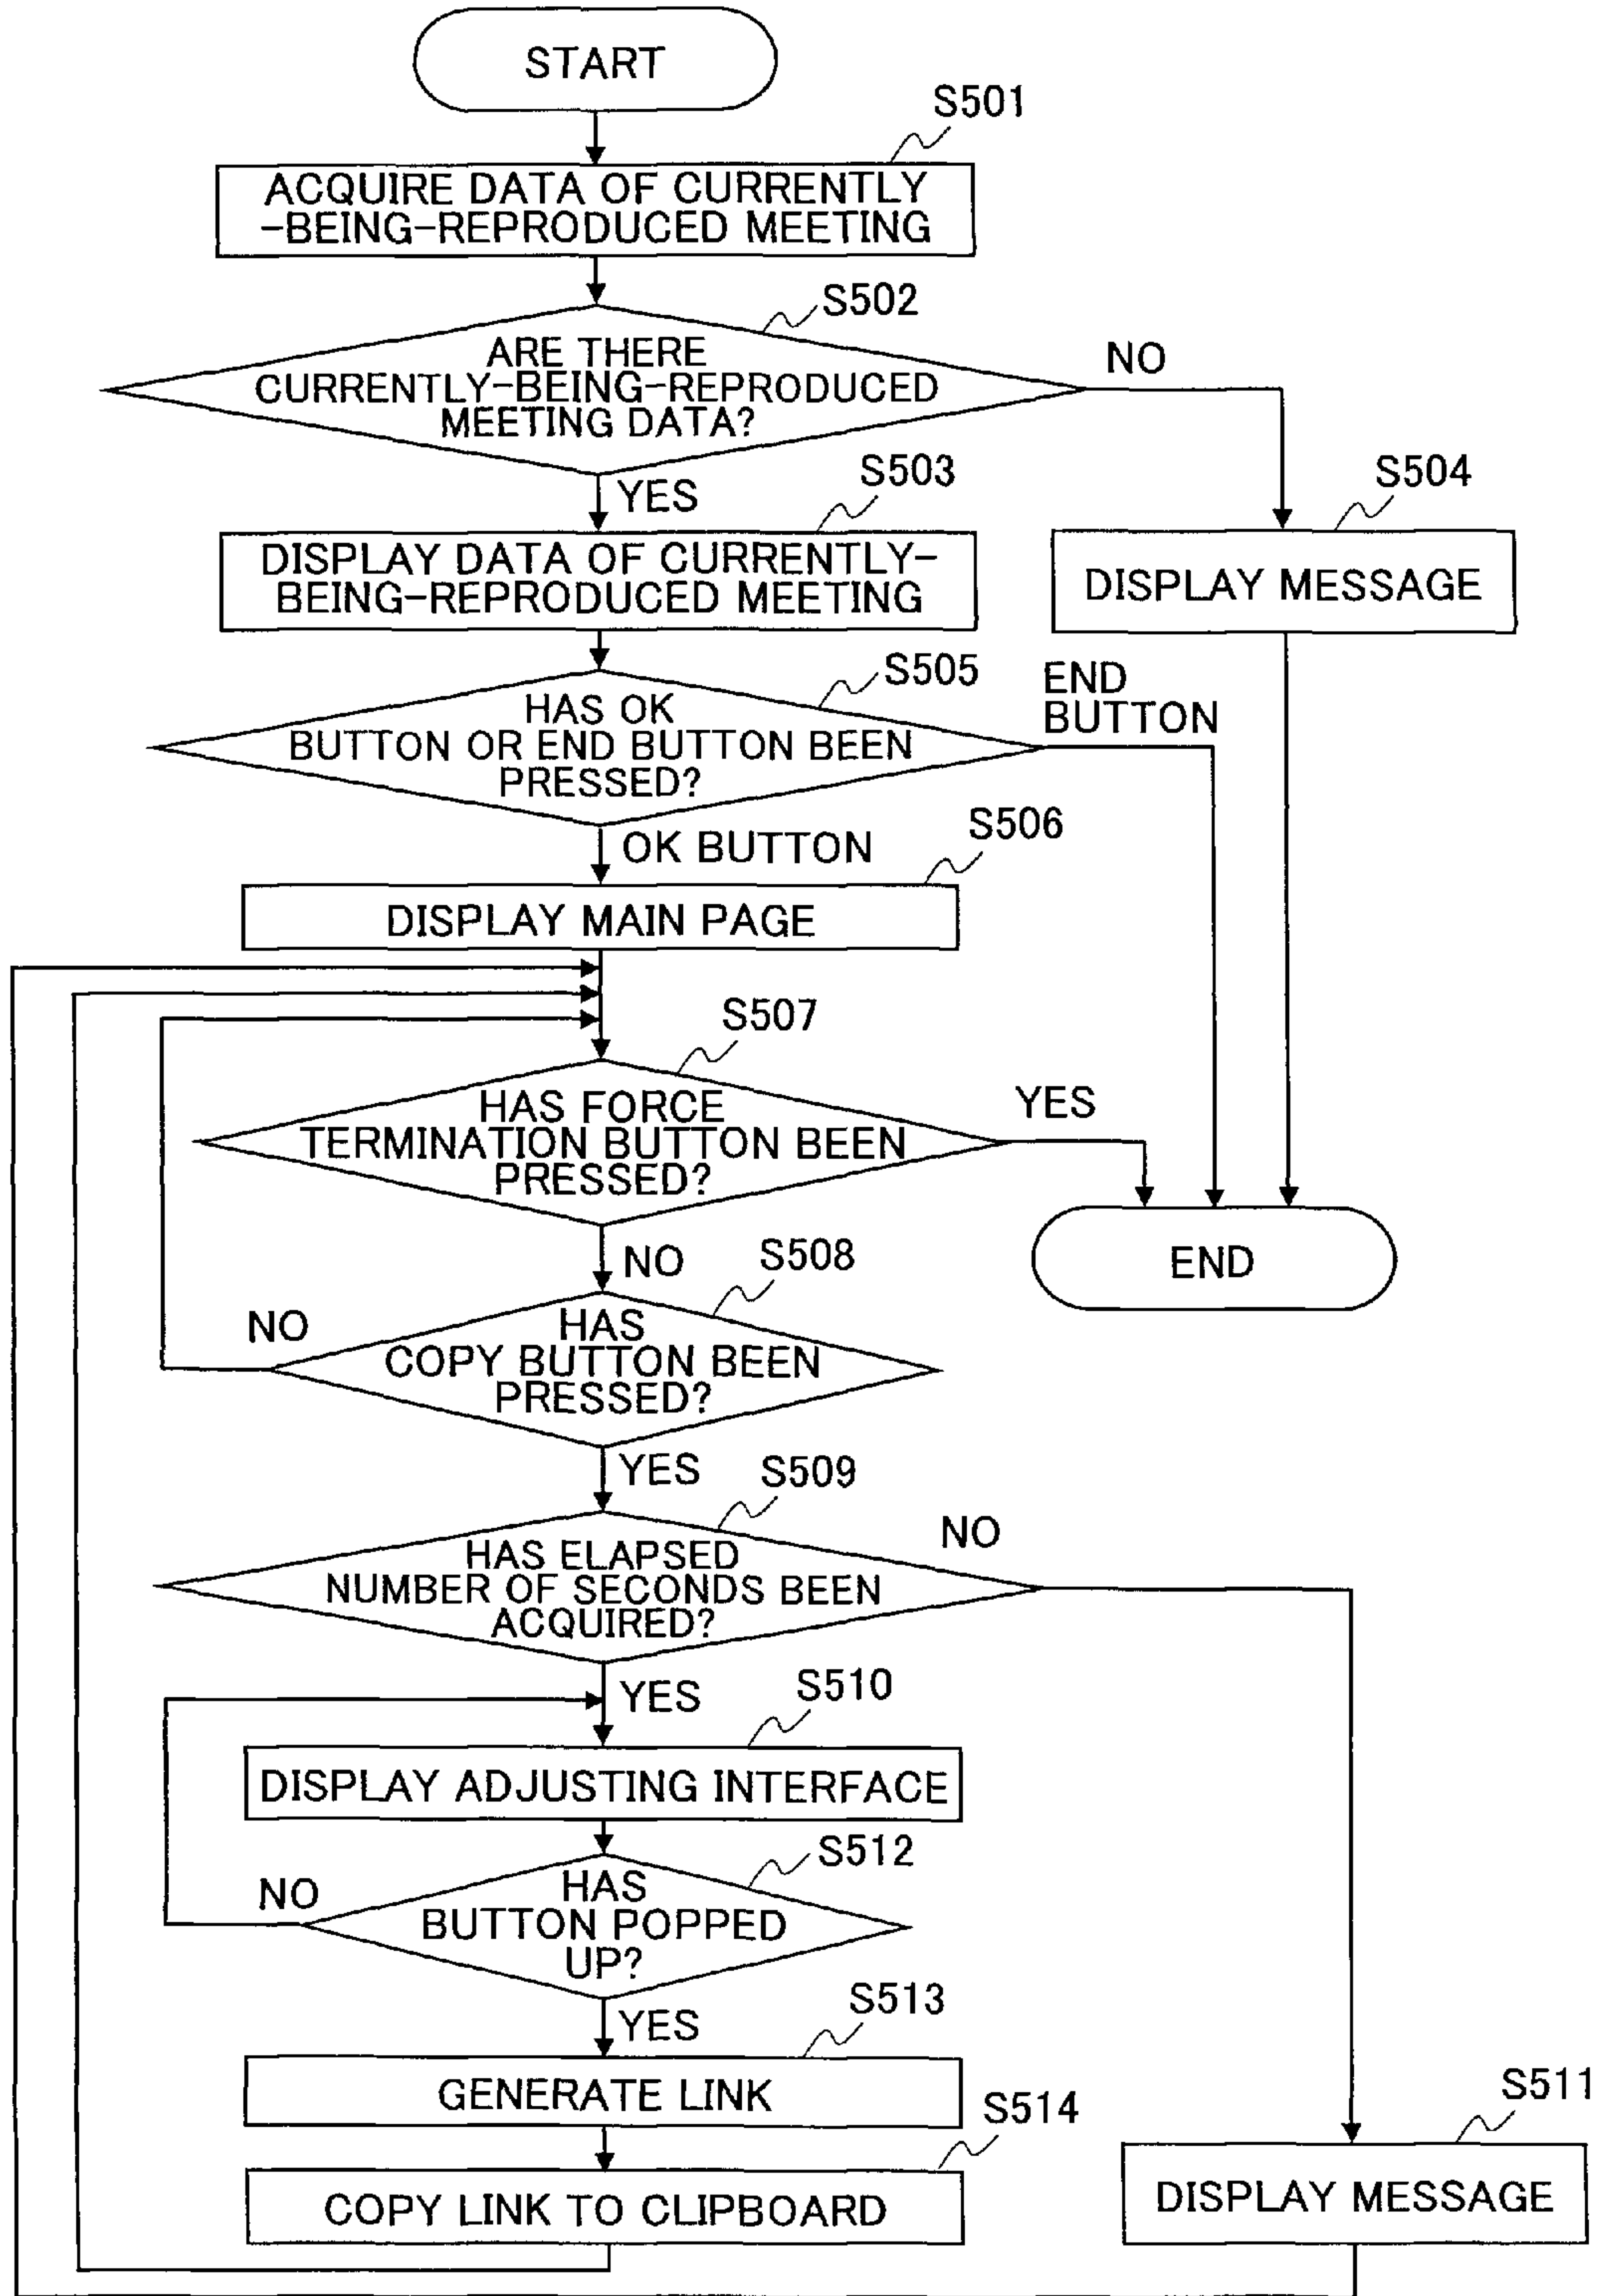 START
S501
ACQUIRE DATA OF CURRENTLY
-BEING-REPRODUCED MEETING
S502
ARE THERE
CURRENTLY-BEING-REPRODUCED
MEETING DATA?
NO
YES
S503
DISPLAY DATA OF CURRENTLY-
BEING-REPRODUCED MEETING
S504
DISPLAY MESSAGE
S505
HAS OK
BUTTON OR END BUTTON BEEN
PRESSED?
END
BUTTON
OK BUTTON
S506
DISPLAY MAIN PAGE
S507
HAS FORCE
TERMINATION BUTTON BEEN
PRESSED?
YES
END
NO
S508
HAS
COPY BUTTON BEEN
PRESSED?
NO
YES
S509
HAS ELAPSED
NUMBER OF SECONDS BEEN
ACQUIRED?
NO
YES
S510
DISPLAY ADJUSTING INTERFACE
S512
HAS
BUTTON POPPED
UP?
NO
YES
S513
GENERATE LINK
S514
COPY LINK TO CLIPBOARD
S511
DISPLAY MESSAGE